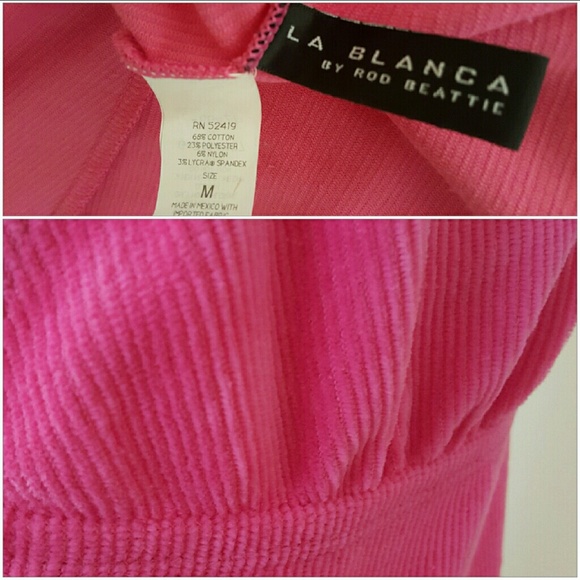 LA BLANCA
BY ROD BEATTIE
RN 52419
68% COTTON
23% POLYESTER
6% NYLON
3% LYCRA® SPANDEX
SIZE
M
MADE IN MEXICO WITH
IMPORTED FABRIC